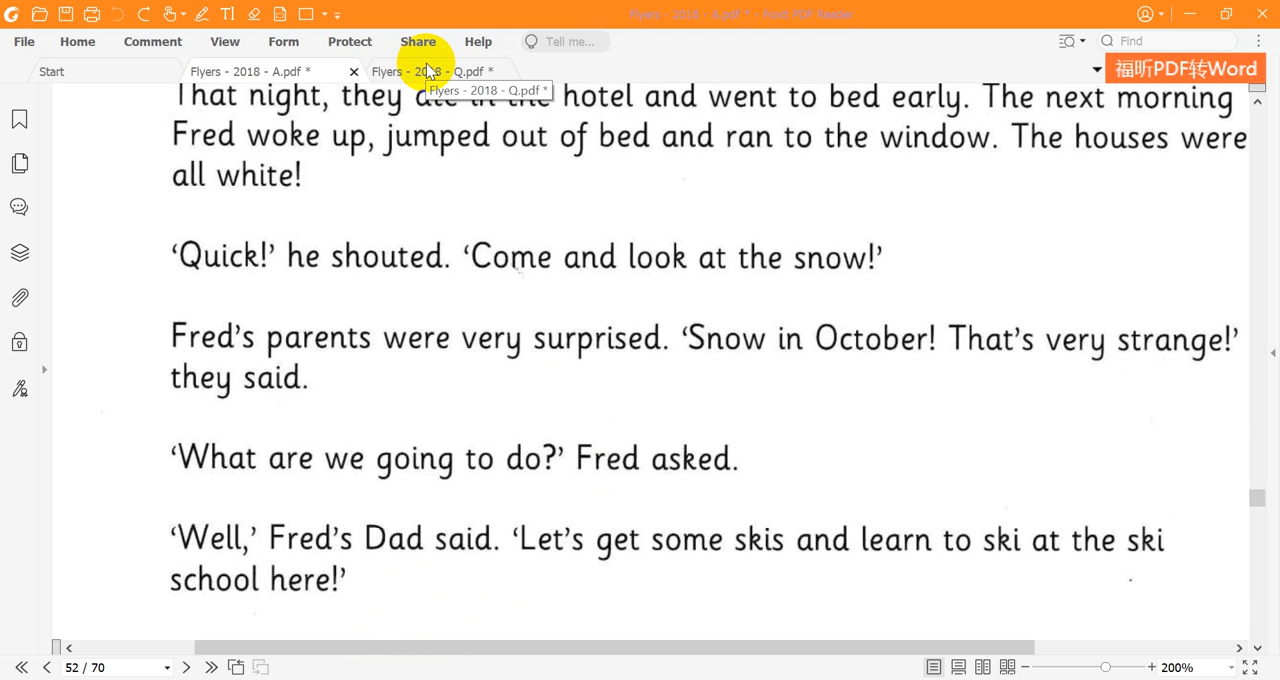 Flyers - 2018 - A.pdf * - Foxit PDF Reader
File Home Comment View Form Protect Share Help Tell me... Find
Start Flyers - 2018 - A.pdf * Flyers - 2018 - Q.pdf * 福昕PDF转Word
Flyers - 2018 - Q.pdf *
That night, they ate in the hotel and went to bed early. The next morning
Fred woke up, jumped out of bed and ran to the window. The houses were
all white!
‘Quick!’ he shouted. ‘Come and look at the snow!’
Fred’s parents were very surprised. ‘Snow in October! That’s very strange!’
they said.
‘What are we going to do?’ Fred asked.
‘Well,’ Fred’s Dad said. ‘Let’s get some skis and learn to ski at the ski
school here!’
52 / 70 200%